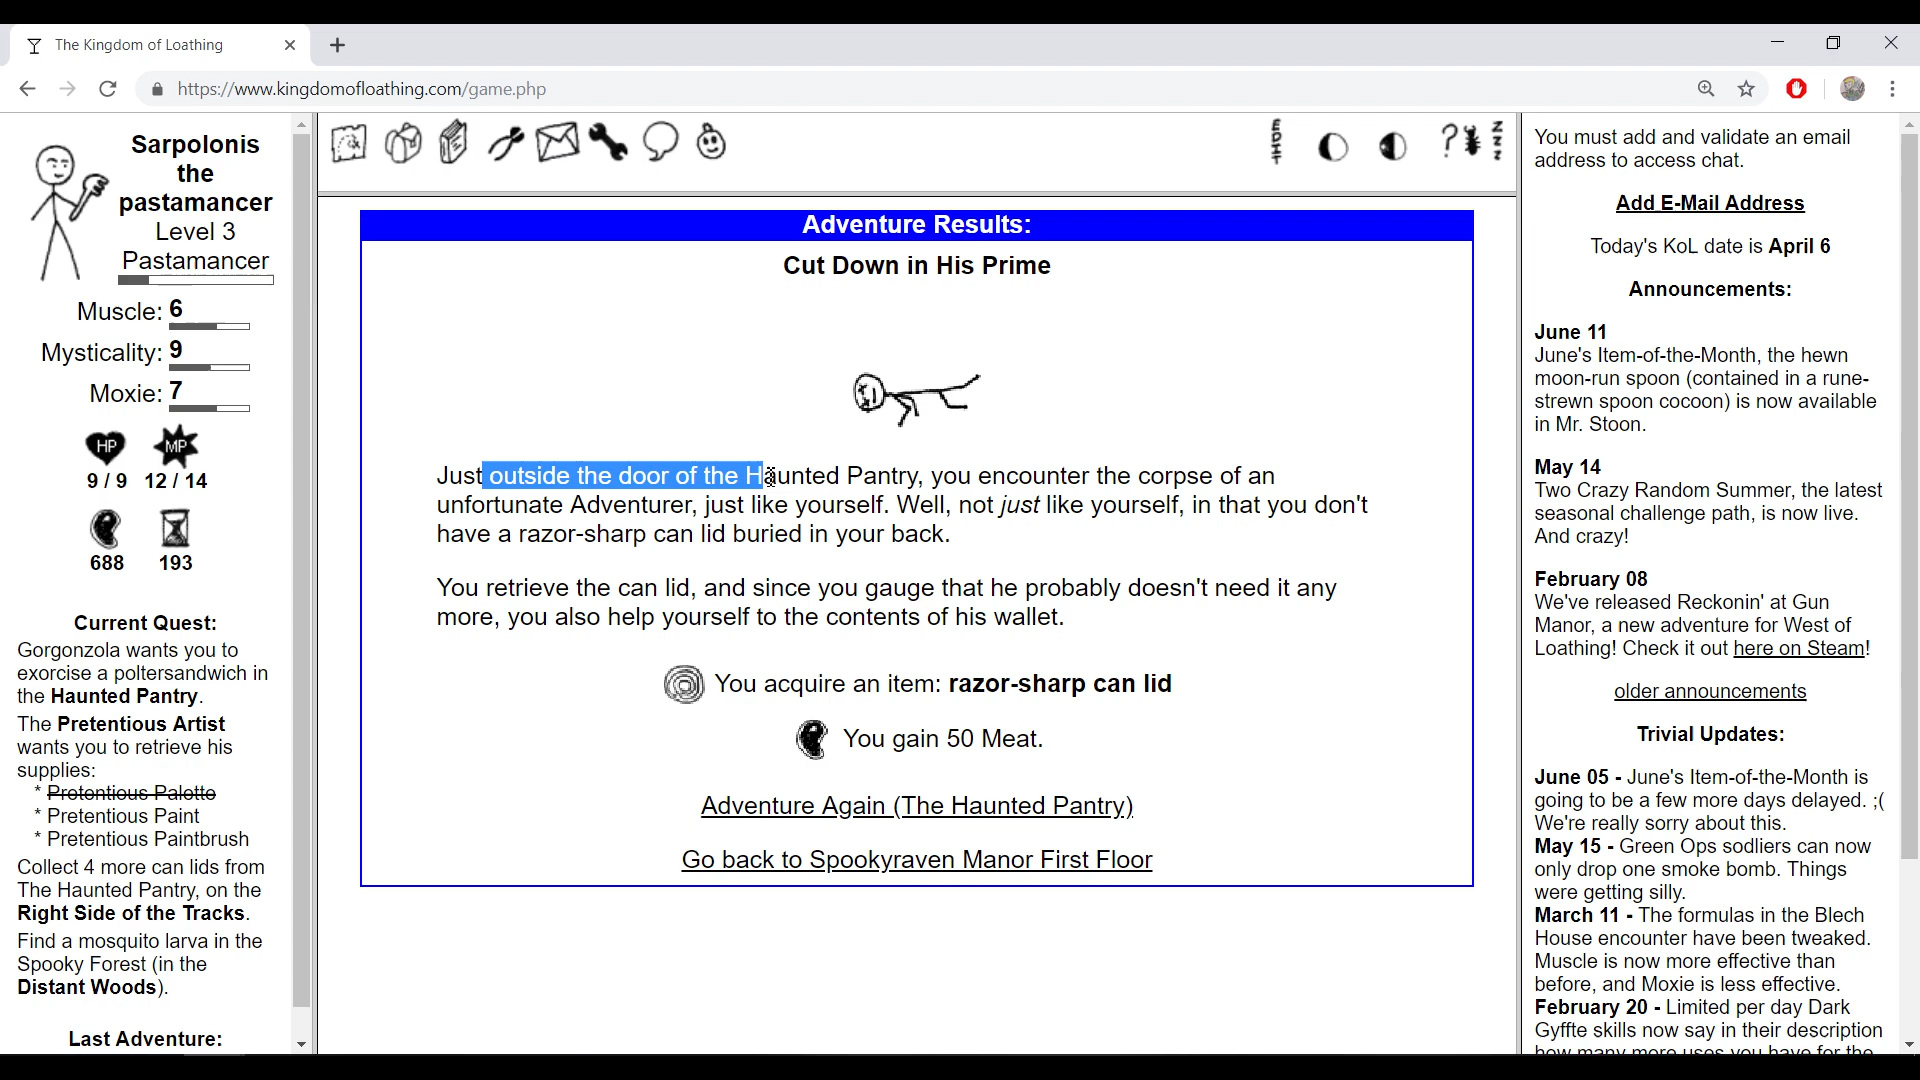 The Kingdom of Loathing
https://www.kingdomofloathing.com/game.php
Sarpolonis
the
pastamancer
Level 3
Pastamancer
Muscle: 6
Mysticality: 9
Moxie: 7
HP
MP
9 / 9
12 / 14
688
193
Current Quest:
Gorgonzola wants you to
exorcise a poltersandwich in
the Haunted Pantry.
The Pretentious Artist
wants you to retrieve his
supplies:
* Pretentious Palette
* Pretentious Paint
* Pretentious Paintbrush
Collect 4 more can lids from
The Haunted Pantry, on the
Right Side of the Tracks.
Find a mosquito larva in the
Spooky Forest (in the
Distant Woods).
Last Adventure:
EDIT
?
ZZZ
Adventure Results:
Cut Down in His Prime
Just outside the door of the Haunted Pantry, you encounter the corpse of an
unfortunate Adventurer, just like yourself. Well, not just like yourself, in that you don't
have a razor-sharp can lid buried in your back.
You retrieve the can lid, and since you gauge that he probably doesn't need it any
more, you also help yourself to the contents of his wallet.
You acquire an item: razor-sharp can lid
You gain 50 Meat.
Adventure Again (The Haunted Pantry)
Go back to Spookyraven Manor First Floor
You must add and validate an email
address to access chat.
Add E-Mail Address
Today's KoL date is April 6
Announcements:
June 11
June's Item-of-the-Month, the hewn
moon-run spoon (contained in a rune-
strewn spoon cocoon) is now available
in Mr. Stoon.
May 14
Two Crazy Random Summer, the latest
seasonal challenge path, is now live.
And crazy!
February 08
We've released Reckonin' at Gun
Manor, a new adventure for West of
Loathing! Check it out here on Steam!
older announcements
Trivial Updates:
June 05 - June's Item-of-the-Month is
going to be a few more days delayed. ;(
We're really sorry about this.
May 15 - Green Ops sodliers can now
only drop one smoke bomb. Things
were getting silly.
March 11 - The formulas in the Blech
House encounter have been tweaked.
Muscle is now more effective than
before, and Moxie is less effective.
February 20 - Limited per day Dark
Gyffte skills now say in their description
how many more uses you have for the